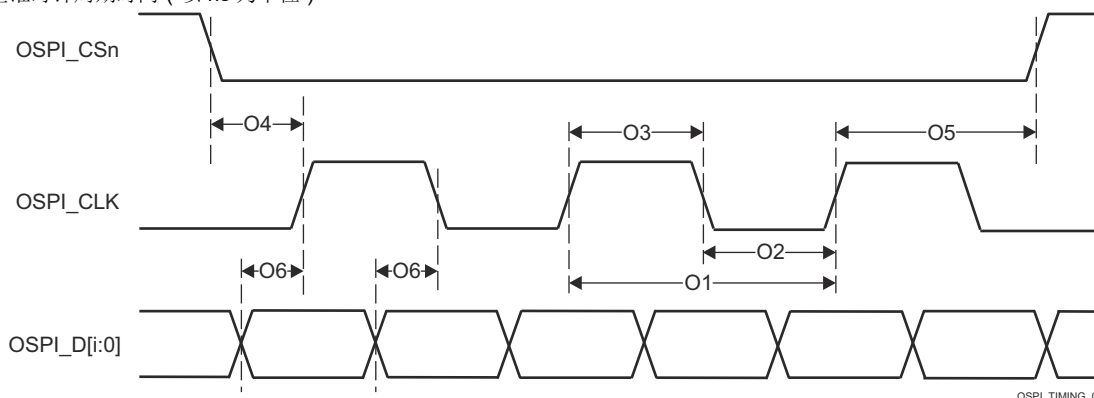 OSPI_CSn
O4
O3
O5
OSPI_CLK
O2
O6
O6
O1
OSPI_D[i:0]